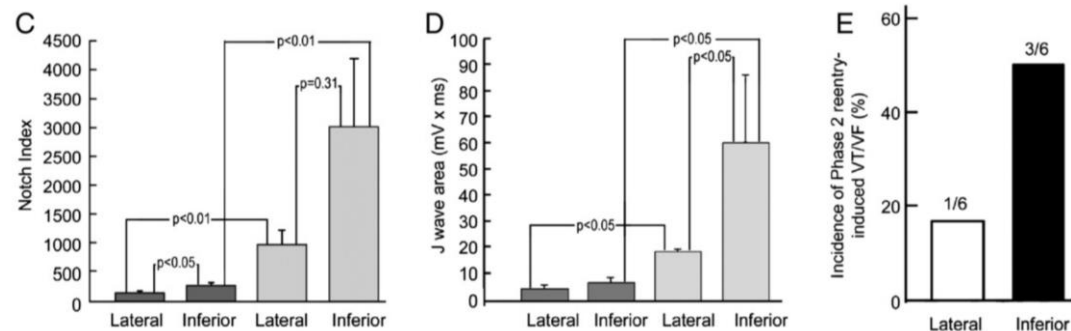 C
Notch Index
4500
4000
3500
3000
2500
2000
1500
1000
500
0
p<0.01
p=0.31
p<0.01
p<0.05
Lateral Inferior Lateral Inferior
D
J wave area (mV x ms)
100
90
80
70
60
50
40
30
20
10
0
p<0.05
p<0.05
p<0.05
Lateral Inferior Lateral Inferior
E
Incidence of Phase 2 reentry-
induced VT/VF (%)
60
40
20
0
3/6
1/6
Lateral Inferior